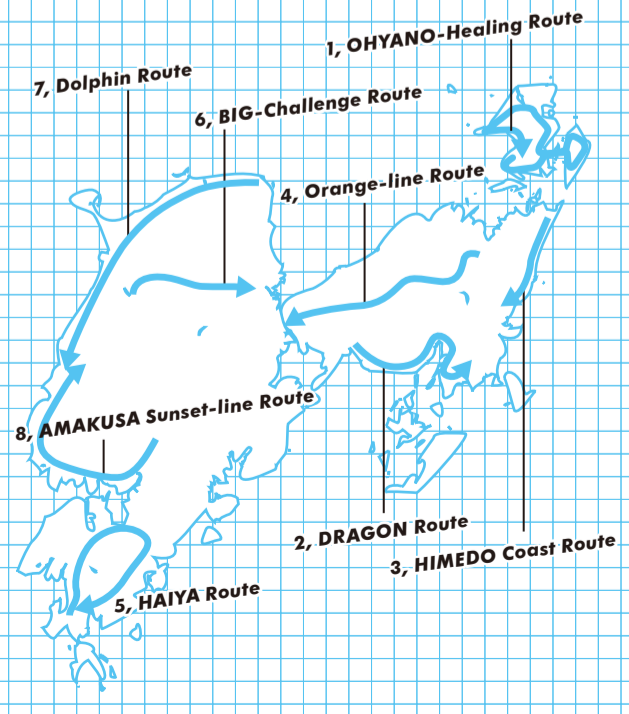 1, OHYANO-Healing Route
7, Dolphin Route
6, BIG-Challenge Route
4, Orange-line Route
8, AMAKUSA Sunset-line Route
2, DRAGON Route
3, HIMEDO Coast Route
5, HAIYA Route